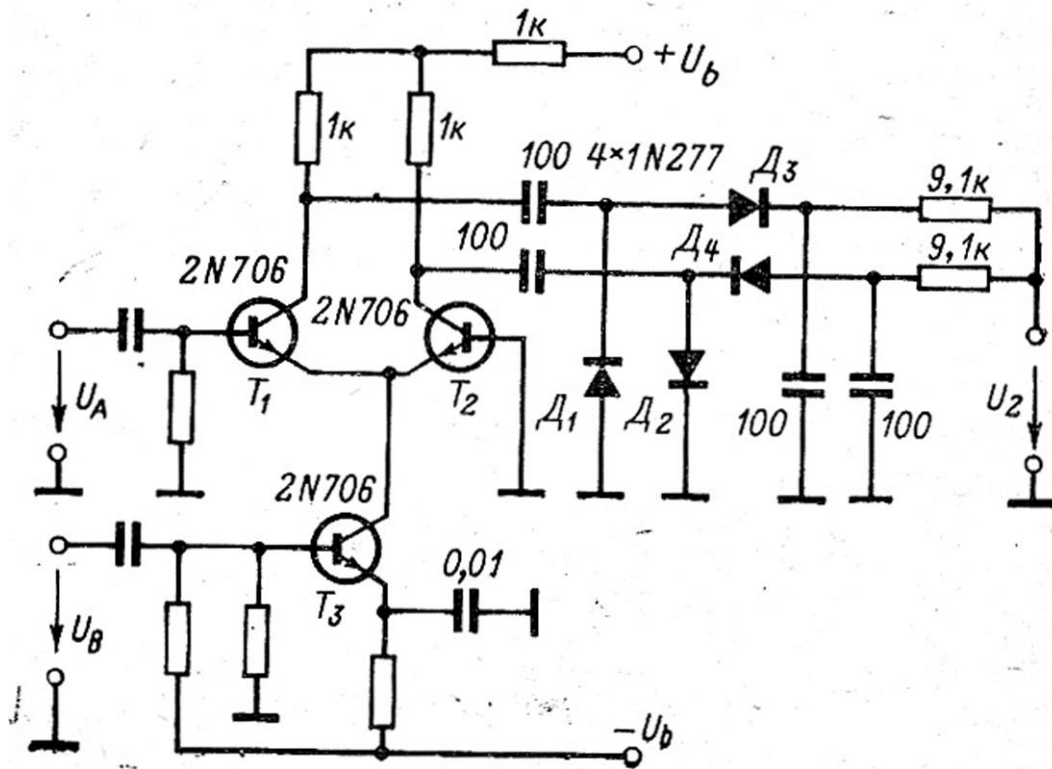 1к
+U_b
1к
1к
100 4×1N277
Д₃
9,1к
100
Д₄
9,1к
2N706
2N706
U_A
T₁
T₂
Д₁
Д₂
100
100
U₂
2N706
0,01
U_B
T₃
-U_b